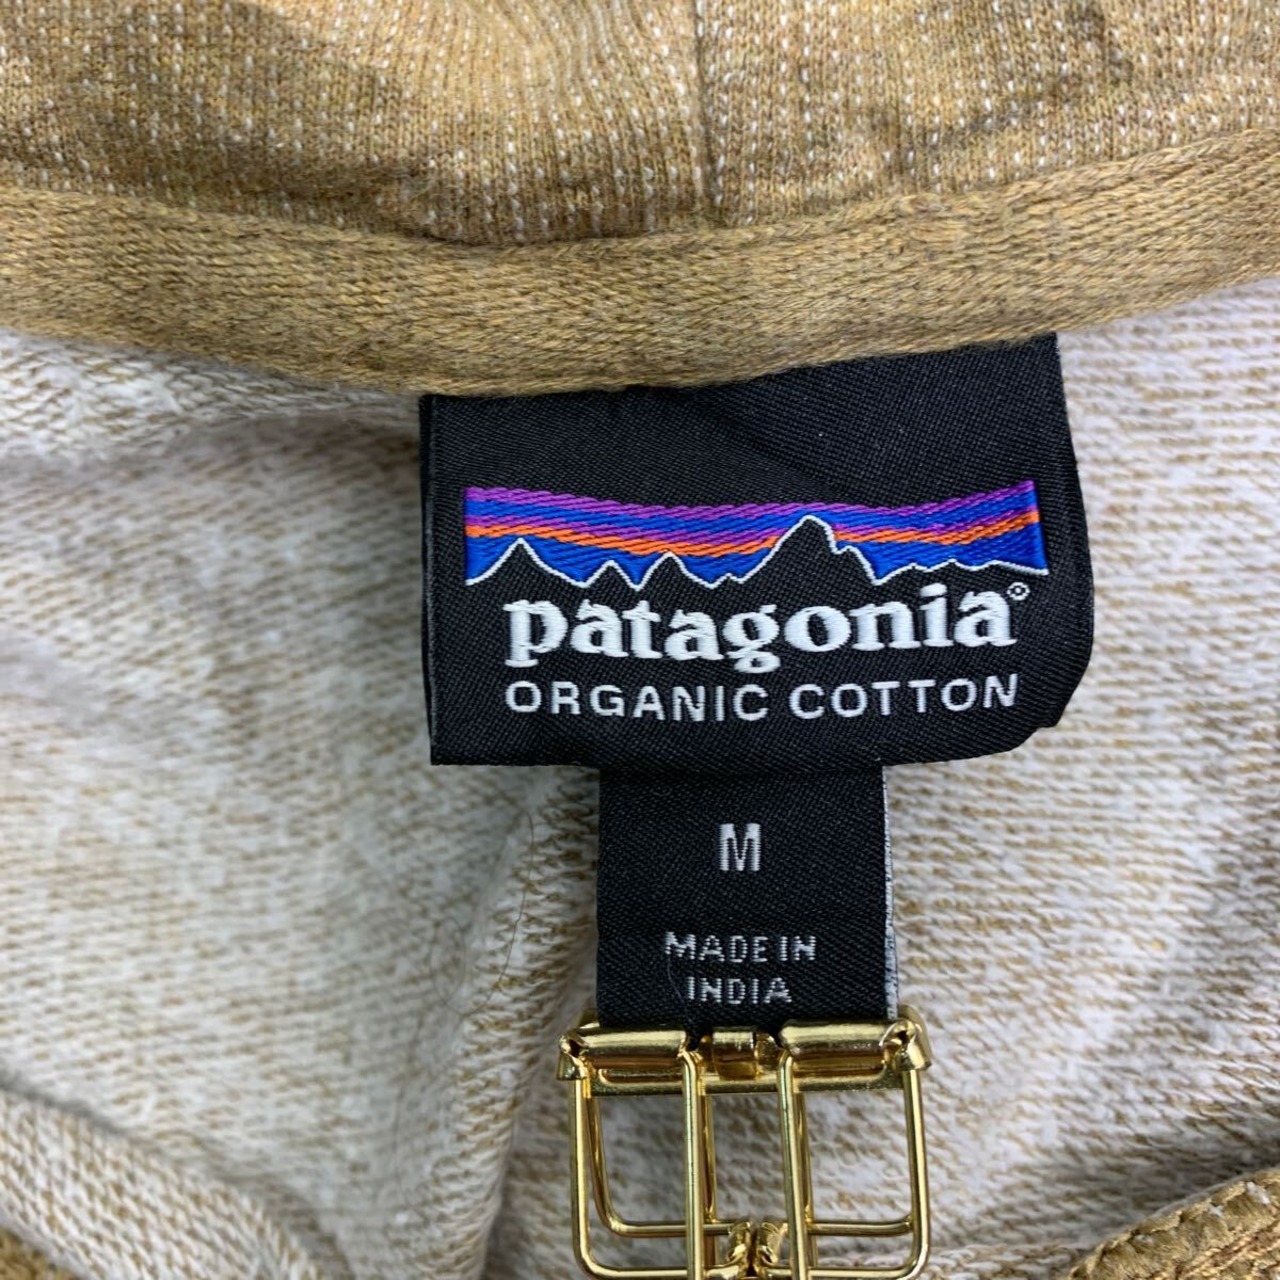 patagonia®
ORGANIC COTTON
M
MADE IN
INDIA